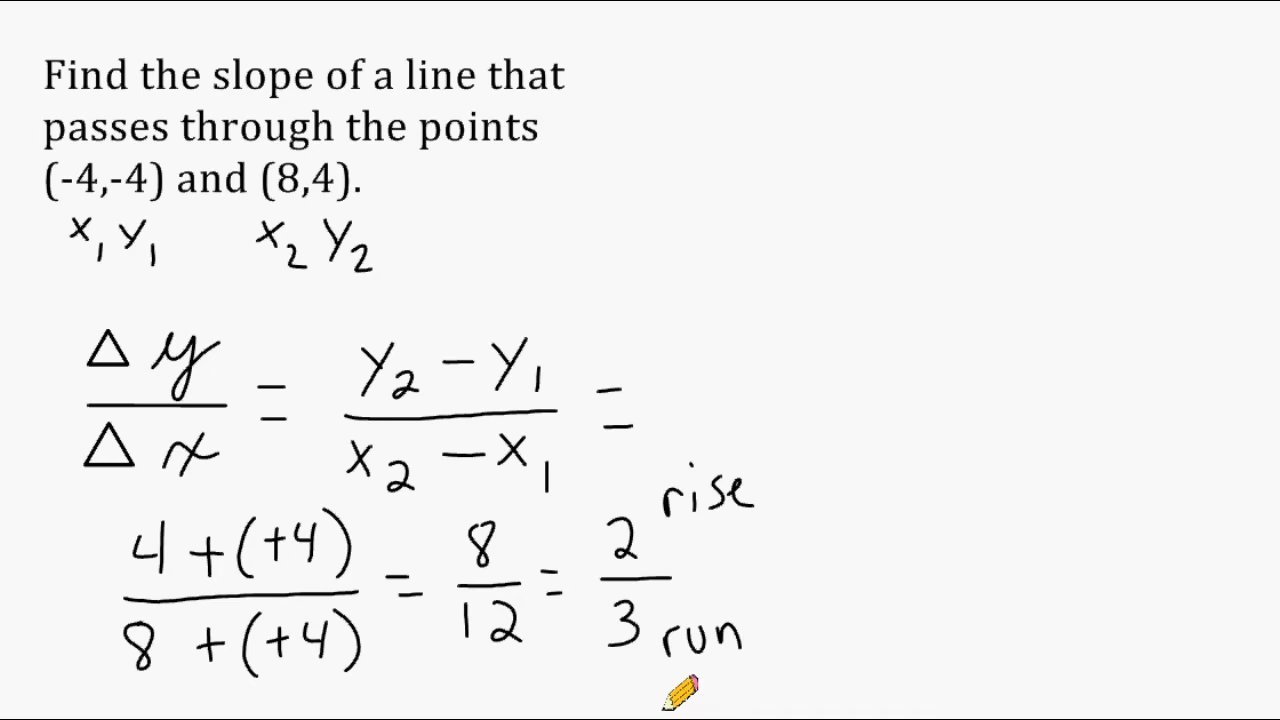 Find the slope of a line that
passes through the points
(-4,-4) and (8,4).
x₁ y₁ x₂ y₂
Δy/Δx = (y₂ - y₁)/(x₂ - x₁) =
(4 + (+4))/(8 + (+4)) = 8/12 = 2/3 rise run